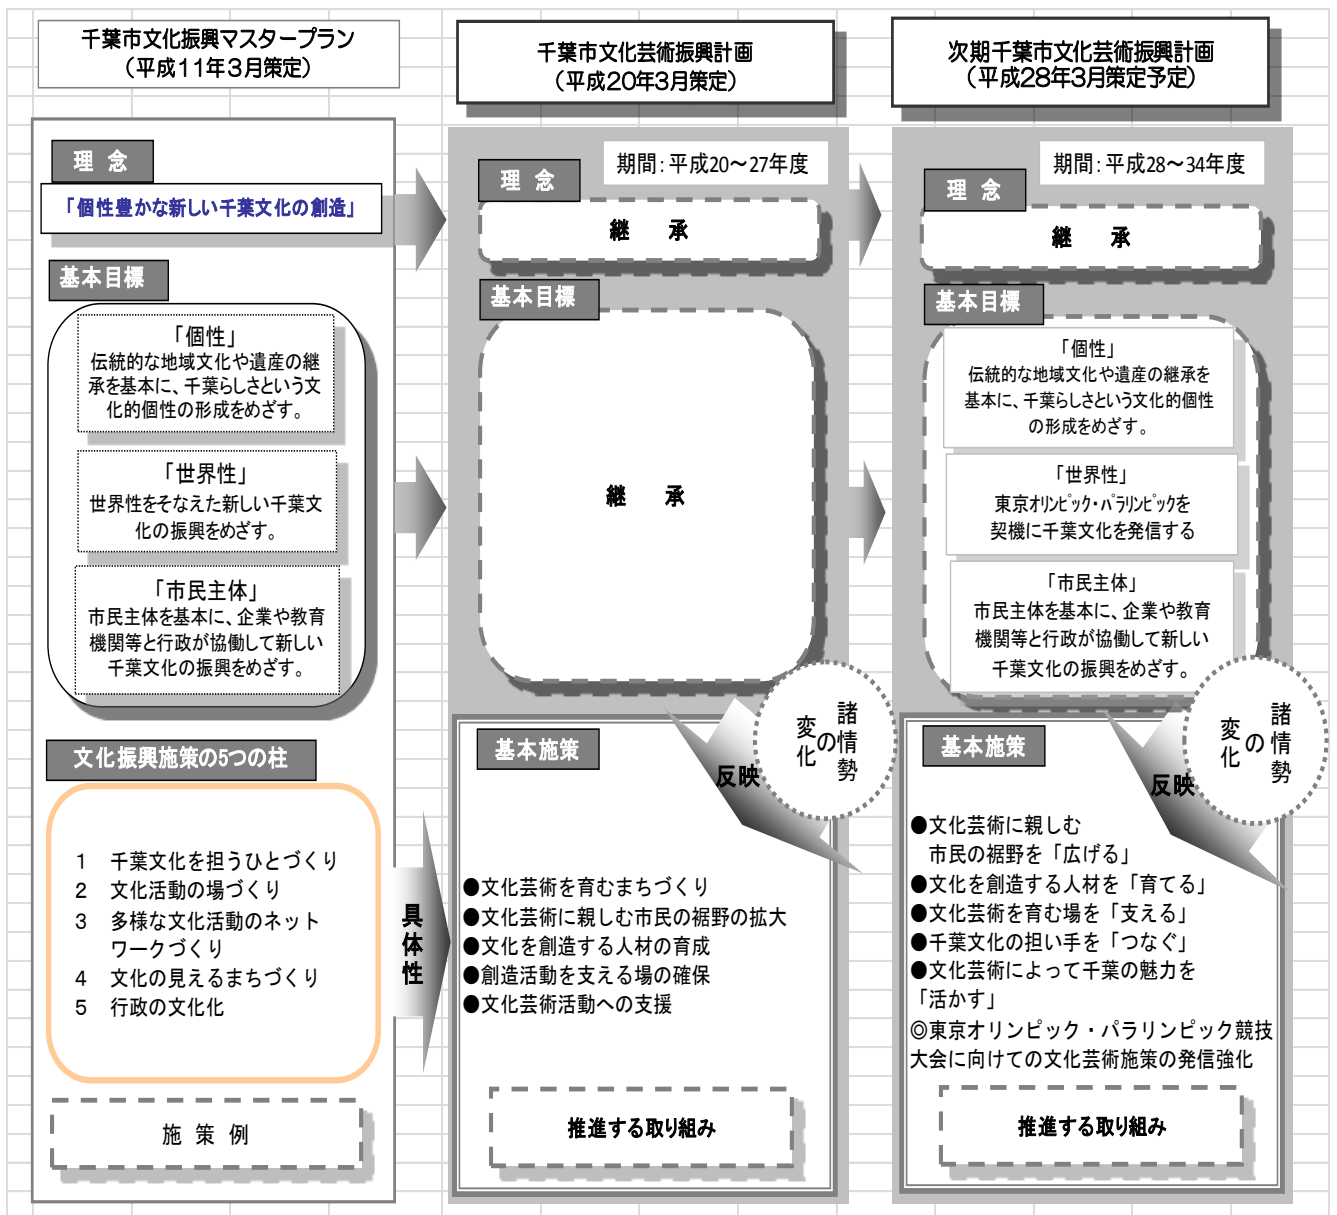 千葉市文化振興マスタープラン
（平成11年3月策定）
理 念
「個性豊かな新しい千葉文化の創造」
基本目標
「個性」
伝統的な地域文化や遺産の継
承を基本に、千葉らしさという文
化的個性の形成をめざす。
「世界性」
世界性をそなえた新しい千葉文
化の振興をめざす。
「市民主体」
市民主体を基本に、企業や教育
機関等と行政が協働して新しい
千葉文化の振興をめざす。
文化振興施策の5つの柱
1 千葉文化を担うひとづくり
2 文化活動の場づくり
3 多様な文化活動のネット
ワークづくり
4 文化の見えるまちづくり
5 行政の文化化
施 策 例
具体性
千葉市文化芸術振興計画
（平成20年3月策定）
期間：平成20～27年度
理 念
継 承
基本目標
継 承
諸情勢
の
変化
反映
基本施策
●文化芸術を育むまちづくり
●文化芸術に親しむ市民の裾野の拡大
●文化を創造する人材の育成
●創造活動を支える場の確保
●文化芸術活動への支援
推進する取り組み
次期千葉市文化芸術振興計画
（平成28年3月策定予定）
期間：平成28～34年度
理 念
継 承
基本目標
「個性」
伝統的な地域文化や遺産の継承を
基本に、千葉らしさという文化的個性
の形成をめざす。
「世界性」
東京オリンピック・パラリンピックを
契機に千葉文化を発信する
「市民主体」
市民主体を基本に、企業や教育
機関等と行政が協働して新しい
千葉文化の振興をめざす。
諸情勢
の
変化
反映
基本施策
●文化芸術に親しむ
市民の裾野を「広げる」
●文化を創造する人材を「育てる」
●文化芸術を育む場を「支える」
●千葉文化の担い手を「つなぐ」
●文化芸術によって千葉の魅力を
「活かす」
◎東京オリンピック・パラリンピック競技
大会に向けての文化芸術施策の発信強化
推進する取り組み